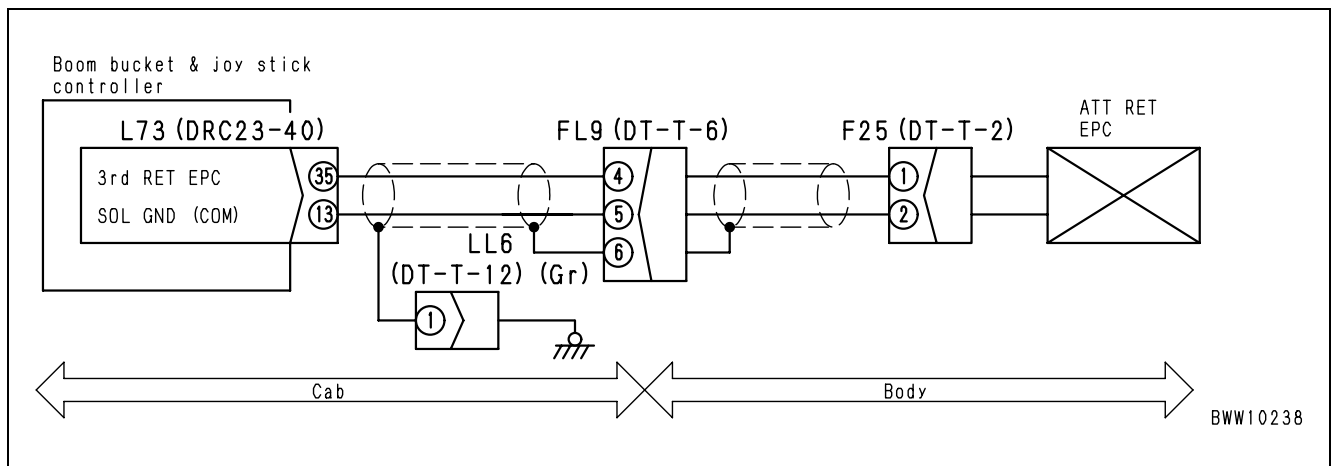 Boom bucket & joy stick
controller
L73 (DRC23-40)
FL9 (DT-T-6)
F25 (DT-T-2)
ATT RET
EPC
3rd RET EPC
35
4
1
SOL GND (COM)
13
5
2
6
LL6
(DT-T-12) (Gr)
1
Cab
Body
BWW10238